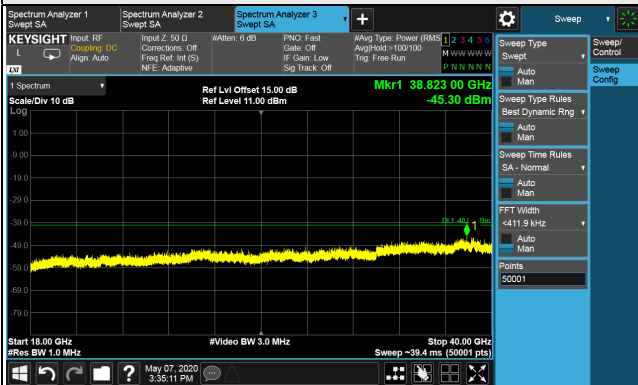 Spectrum Analyzer 1
Swept SA
Spectrum Analyzer 2
Swept SA
Spectrum Analyzer 3
Swept SA
Sweep
KEYSIGHT
L
LXI
Input: RF
Coupling: DC
Align: Auto
Input Z: 50 Ω
Corrections: Off
Freq Ref: Int (S)
NFE: Adaptive
#Atten: 6 dB
PNO: Fast
Gate: Off
IF Gain: Low
Sig Track: Off
#Avg Type: Power (RMS
Avg|Hold:>100/100
Trig: Free Run
1 2 3 4 5 6
M W W W W W
P N N N N N
1 Spectrum
Scale/Div 10 dB
Log
Ref Lvl Offset 15.00 dB
Ref Level 11.00 dBm
Mkr1 38.823 00 GHz
-45.30 dBm
1.00
-9.00
-19.0
-29.0
-39.0
-49.0
-59.0
-69.0
-79.0
1
Start 18.00 GHz
#Res BW 1.0 MHz
#Video BW 3.0 MHz
Stop 40.00 GHz
Sweep ~39.4 ms (50001 pts)
Sweep Type
Swept
Auto
Man
Sweep Type Rules
Best Dynamic Rng
Auto
Man
Sweep Time Rules
SA - Normal
Auto
Man
FFT Width
<411.9 kHz
Auto
Man
Points
50001
Sweep/
Control
Sweep
Config
?
May 07, 2020
3:35:11 PM